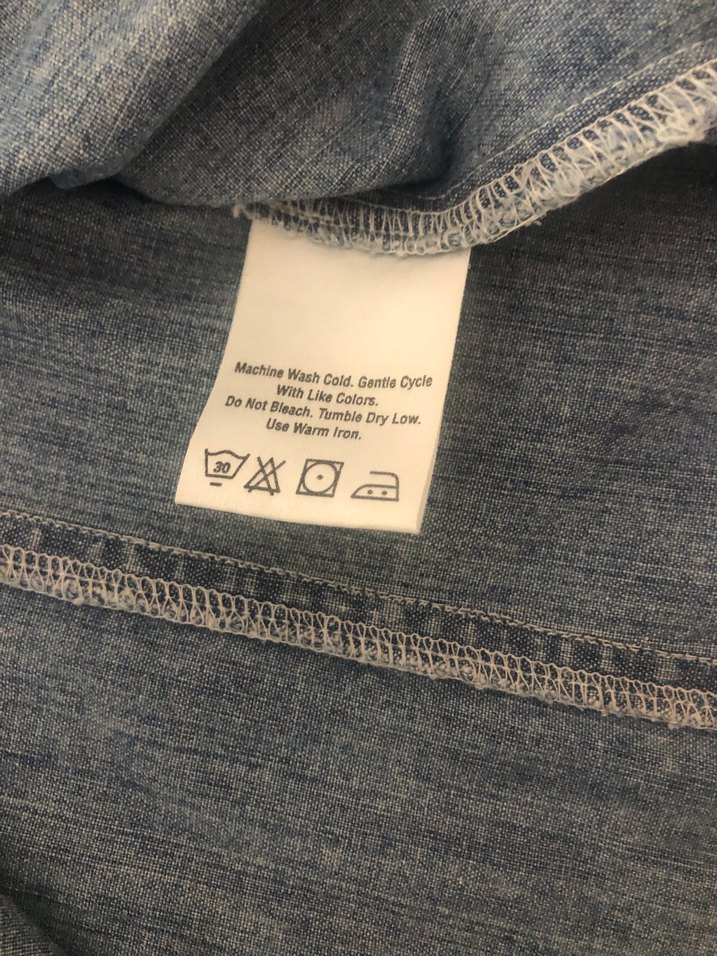 Machine Wash Cold. Gentle Cycle
With Like Colors.
Do Not Bleach. Tumble Dry Low.
Use Warm Iron.
30